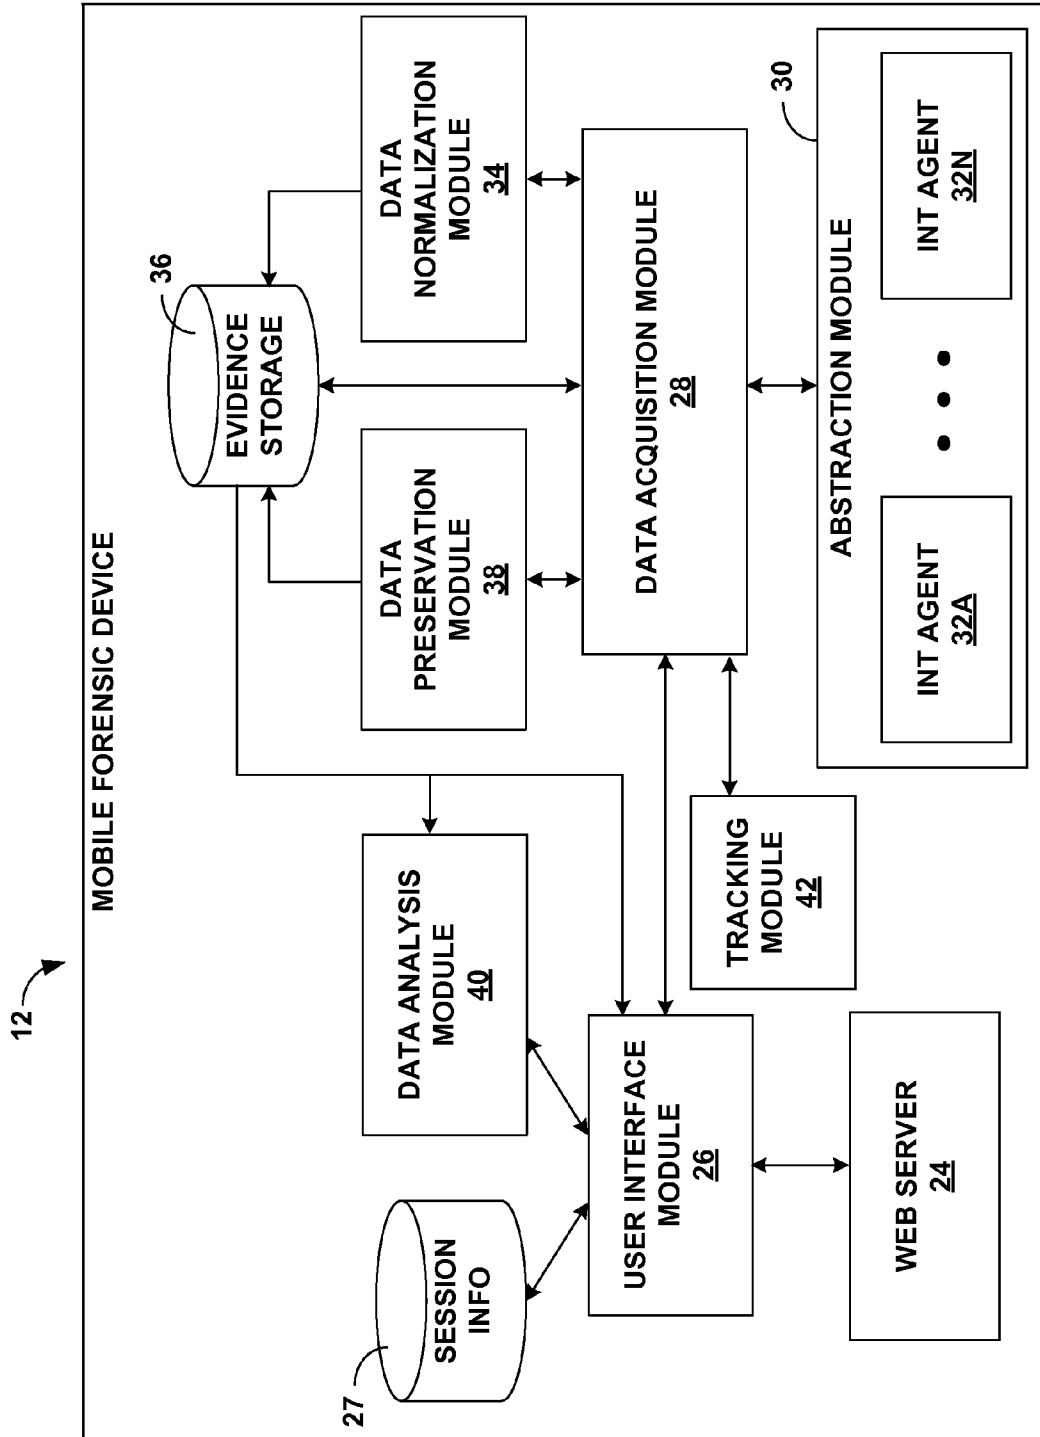 12
MOBILE FORENSIC DEVICE
27
SESSION
INFO
DATA ANALYSIS
MODULE
40
EVIDENCE
STORAGE
36
DATA
PRESERVATION
MODULE
38
DATA
NORMALIZATION
MODULE
34
USER INTERFACE
MODULE
26
TRACKING
MODULE
42
DATA ACQUISITION MODULE
28
WEB SERVER
24
ABSTRACTION MODULE
30
INT AGENT
32A
INT AGENT
32N